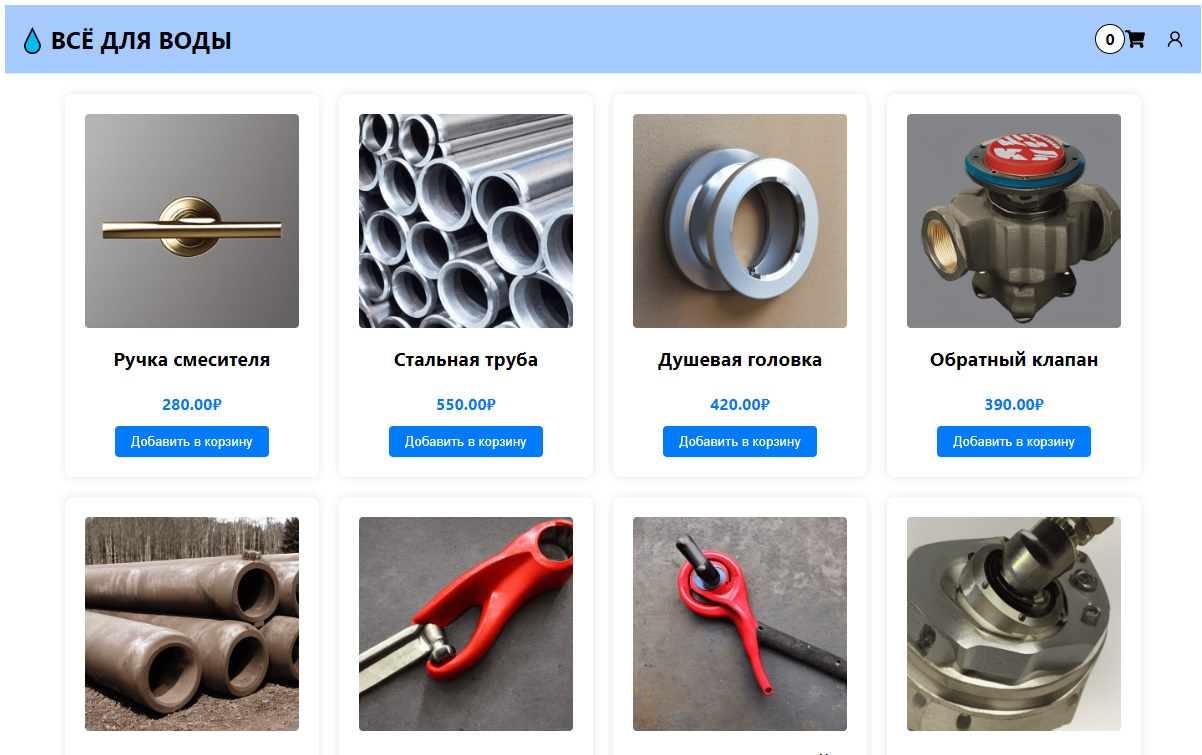 ВСЁ ДЛЯ ВОДЫ
0
Ручка смесителя
Стальная труба
Душевая головка
Обратный клапан
280.00₽
550.00₽
420.00₽
390.00₽
Добавить в корзину
Добавить в корзину
Добавить в корзину
Добавить в корзину